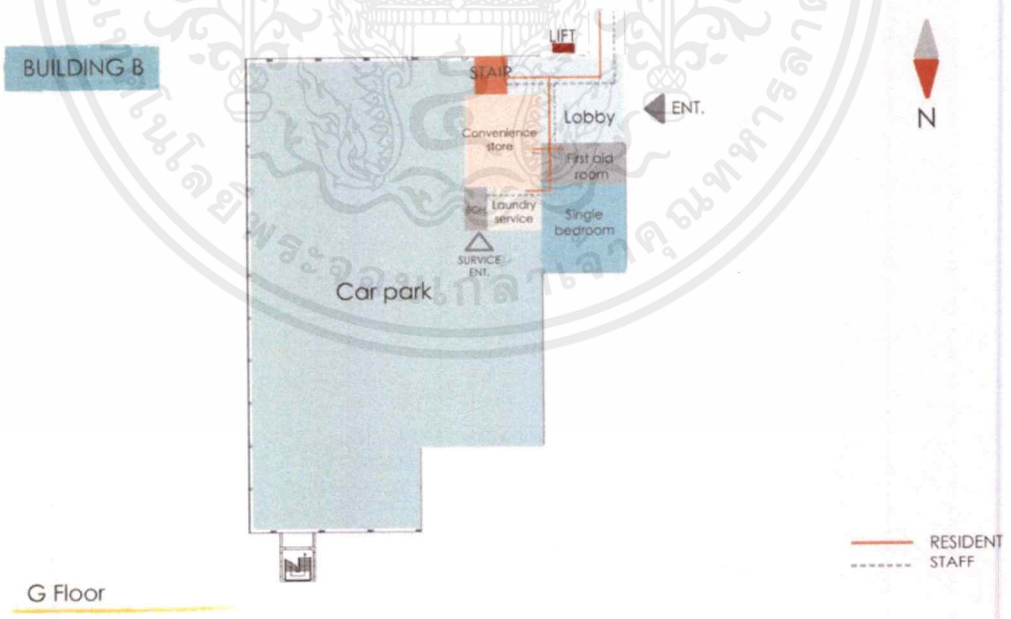 LIFT
BUILDING B
STAIR
ENT.
Lobby
N
Convenience
store
First aid
room
Laundry
service
Single
bedroom
SURVICE
ENT.
Car park
RESIDENT
STAFF
G Floor